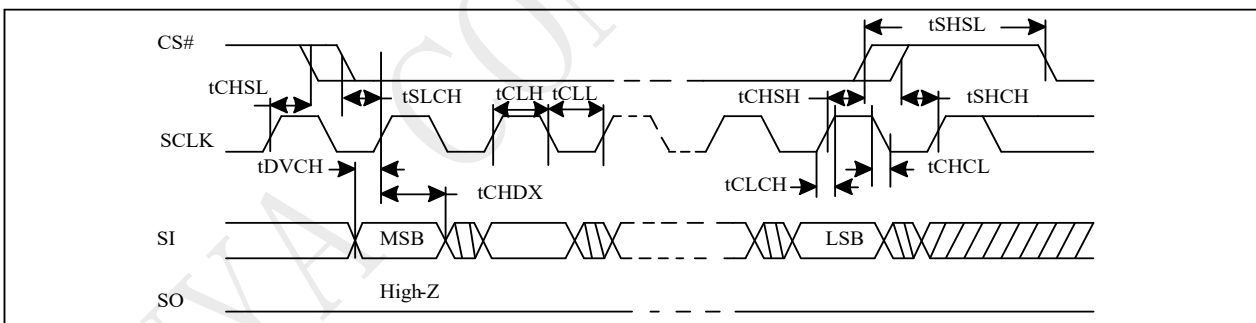 tSHSL
CS#
tCHSL
tSLCH
tCLH
tCLL
tCHSH
tSHCH
SCLK
tDVCH
tCHDX
tCLCH
tCHCL
SI
MSB
LSB
High-Z
SO